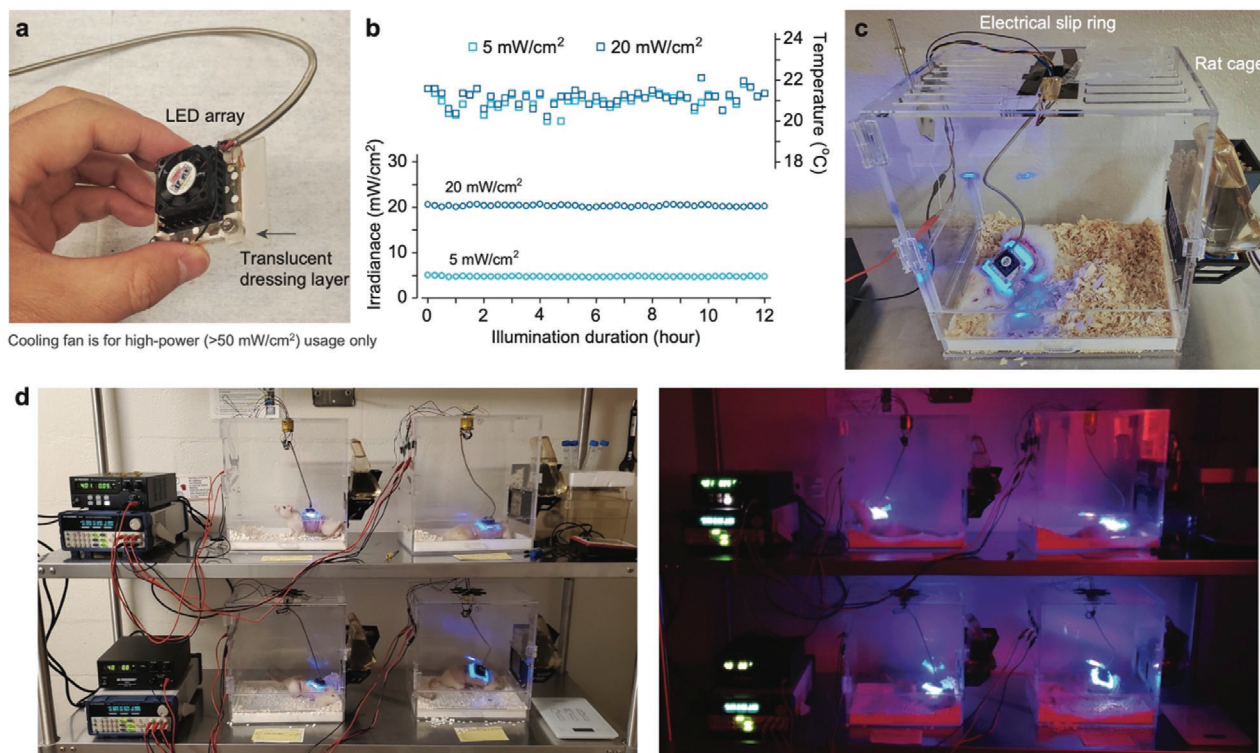 a
LED array
Translucent
dressing layer
Cooling fan is for high-power (>50 mW/cm²) usage only
b
5 mW/cm²
20 mW/cm²
24
22
20
18
Temperature (°C)
Irradianace (mW/cm²)
30
20
10
0
20 mW/cm²
5 mW/cm²
0 2 4 6 8 10 12
Illumination duration (hour)
c
Electrical slip ring
Rat cage
d